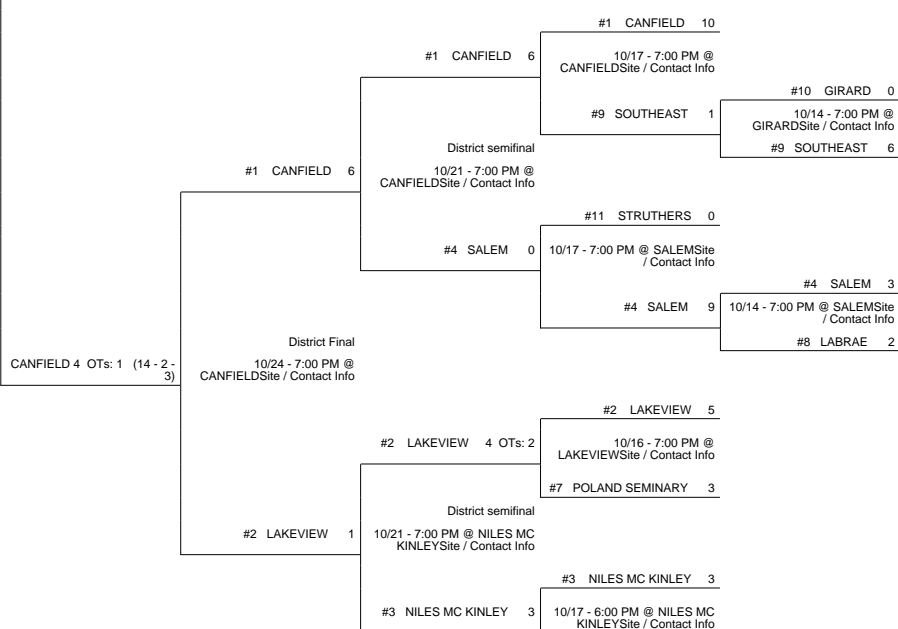 #1 CANFIELD 10
#1 CANFIELD 6
10/17 - 7:00 PM @
CANFIELDSite / Contact Info
#10 GIRARD 0
#9 SOUTHEAST 1
10/14 - 7:00 PM @
GIRARDSite / Contact Info
District semifinal
#9 SOUTHEAST 6
#1 CANFIELD 6
10/21 - 7:00 PM @
CANFIELDSite / Contact Info
#11 STRUTHERS 0
#4 SALEM 0
10/17 - 7:00 PM @ SALEMSite
/ Contact Info
#4 SALEM 3
#4 SALEM 9
10/14 - 7:00 PM @ SALEMSite
/ Contact Info
District Final
#8 LABRAE 2
CANFIELD 4 OTs: 1 (14 - 2 -
3)
10/24 - 7:00 PM @
CANFIELDSite / Contact Info
#2 LAKEVIEW 5
#2 LAKEVIEW 4 OTs: 2
10/16 - 7:00 PM @
LAKEVIEWSite / Contact Info
#7 POLAND SEMINARY 3
District semifinal
#2 LAKEVIEW 1
10/21 - 7:00 PM @ NILES MC
KINLEYSite / Contact Info
#3 NILES MC KINLEY 3
#3 NILES MC KINLEY 3
10/17 - 6:00 PM @ NILES MC
KINLEYSite / Contact Info